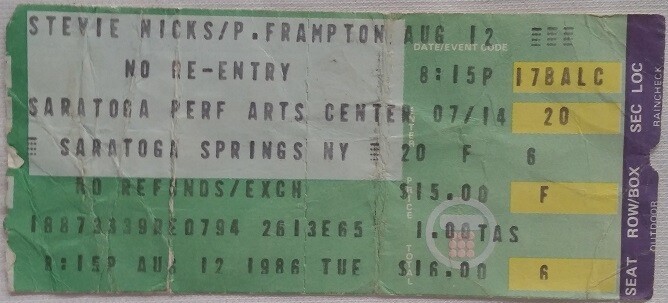 STEVIE NICKS/P.FRAMPTON AUG 12
DATE/EVENT CODE
NO RE-ENTRY 8:15P 17BALC
SARATOGA PERF ARTS CENTER 07/14 20
SARATOGA SPRINGS NY 20 F 6
NO REFUNDS/EXCH $15.00 F
2613E65 1.00TAS
8:15P AUG 12 1986 TUE $16.00 6
PRICE
TOTAL
SEAT ROW/BOX SEC LOC
OUTDOOR RAINCHECK